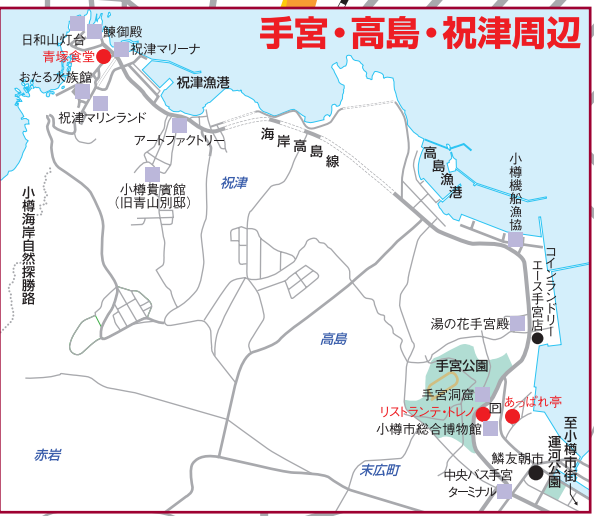 手宮・高島・祝津周辺
日和山灯台
鰊御殿
祝津マリーナ
青塚食堂
おたる水族館
祝津漁港
祝津マリンランド
アートファクトリー
海岸高島線
高島漁港
小樽機船漁協
祝津
小樽貴賓館
（旧青山別邸）
小樽海岸自然探勝路
コインランドリー
エース手宮店
湯の花手宮殿
高島
手宮公園
手宮洞窟
P
あっぱれ亭
リストランテ・トレノ
小樽市総合博物館
至小樽市街→
運河公園
鱗友朝市
赤岩
末広町
中央バス手宮
ターミナル